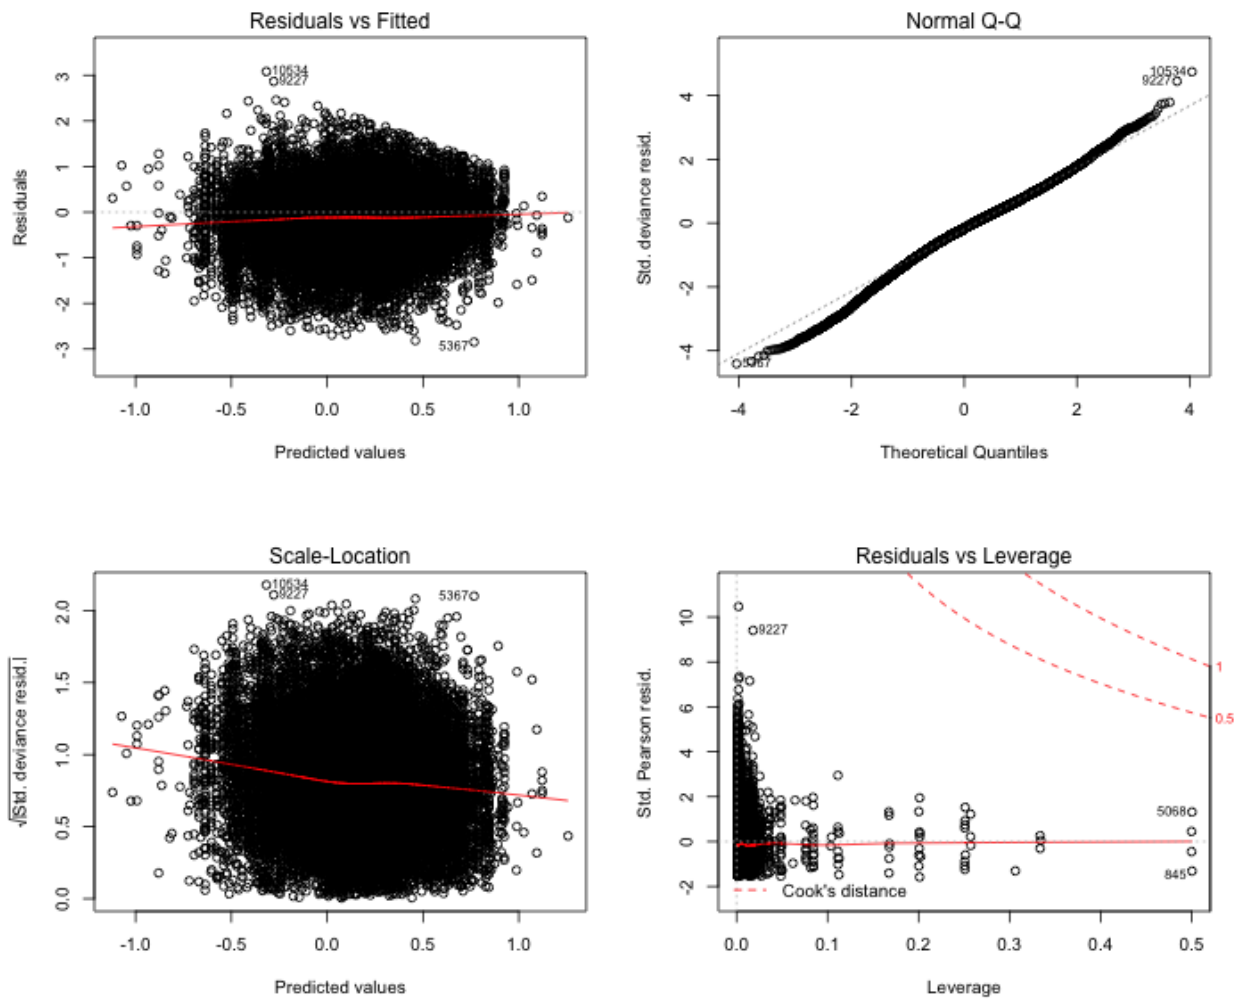 Residuals vs Fitted
Residuals
3
2
1
0
-1
-2
-3
10534
9227
5367
-1.0 -0.5 0.0 0.5 1.0
Predicted values
Normal Q-Q
Std. deviance resid.
4
2
0
-2
-4
10534
9227
5367
-4 -2 0 2 4
Theoretical Quantiles
Scale-Location
√|Std. deviance resid.|
2.0
1.5
1.0
0.5
0.0
10534
9227
5367
-1.0 -0.5 0.0 0.5 1.0
Predicted values
Residuals vs Leverage
Std. Pearson resid.
10
8
6
4
2
0
-2
9227
1
0.5
5068
845
Cook's distance
0.0 0.1 0.2 0.3 0.4 0.5
Leverage